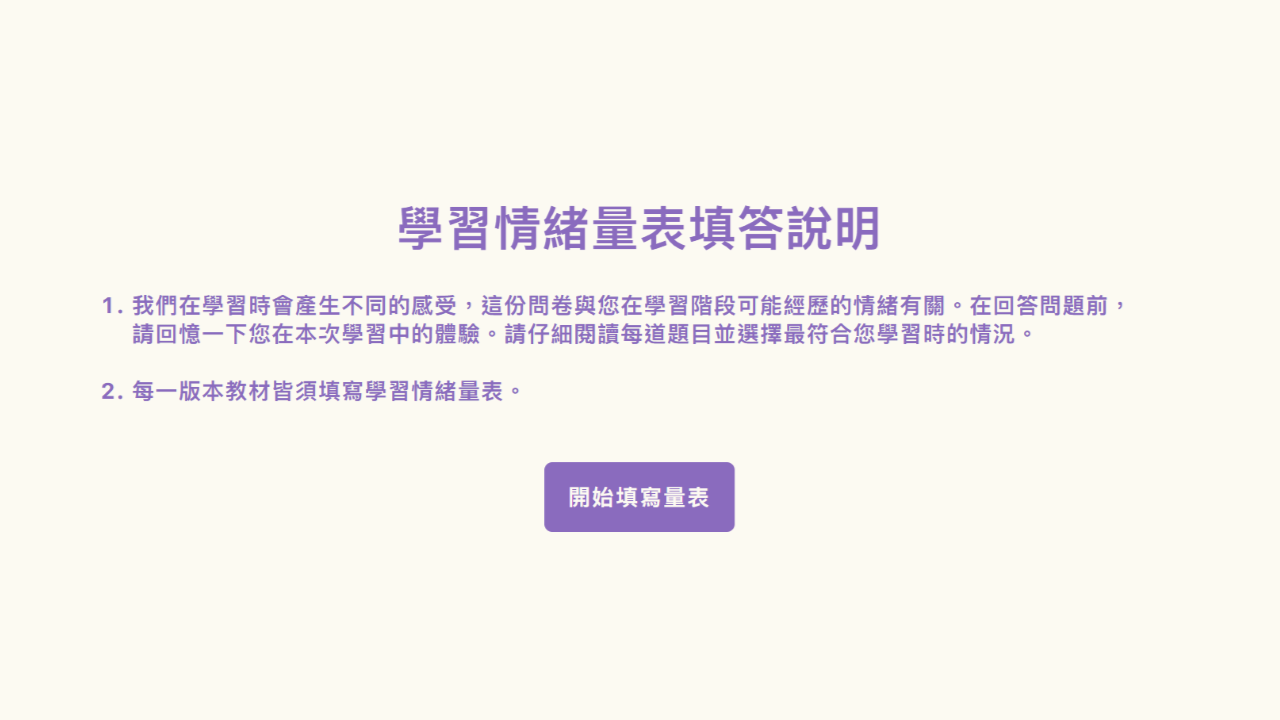 學習情緒量表填答說明
1. 我們在學習時會產生不同的感受，這份問卷與您在學習階段可能經歷的情緒有關。在回答問題前，
請回憶一下您在本次學習中的體驗。請仔細閱讀每道題目並選擇最符合您學習時的情況。
2. 每一版本教材皆須填寫學習情緒量表。
開始填寫量表